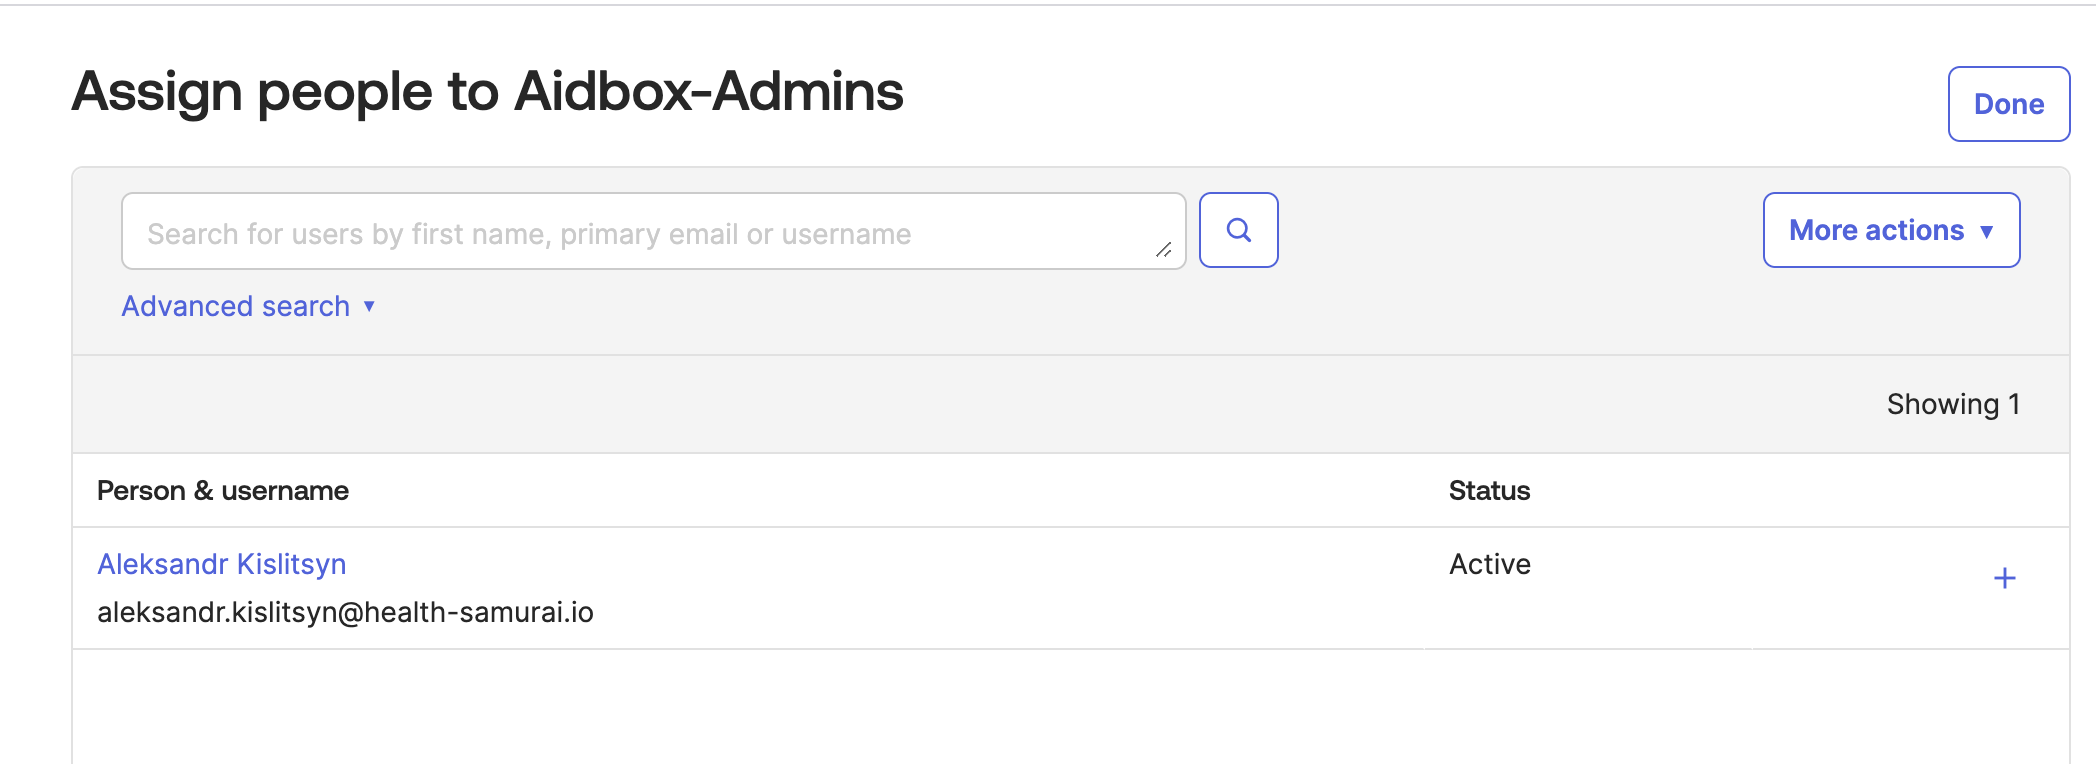 Assign people to Aidbox-Admins
Done
Search for users by first name, primary email or username
More actions ▼
Advanced search ▼
Showing 1
Person & username
Status
Aleksandr Kislitsyn
Active
aleksandr.kislitsyn@health-samurai.io